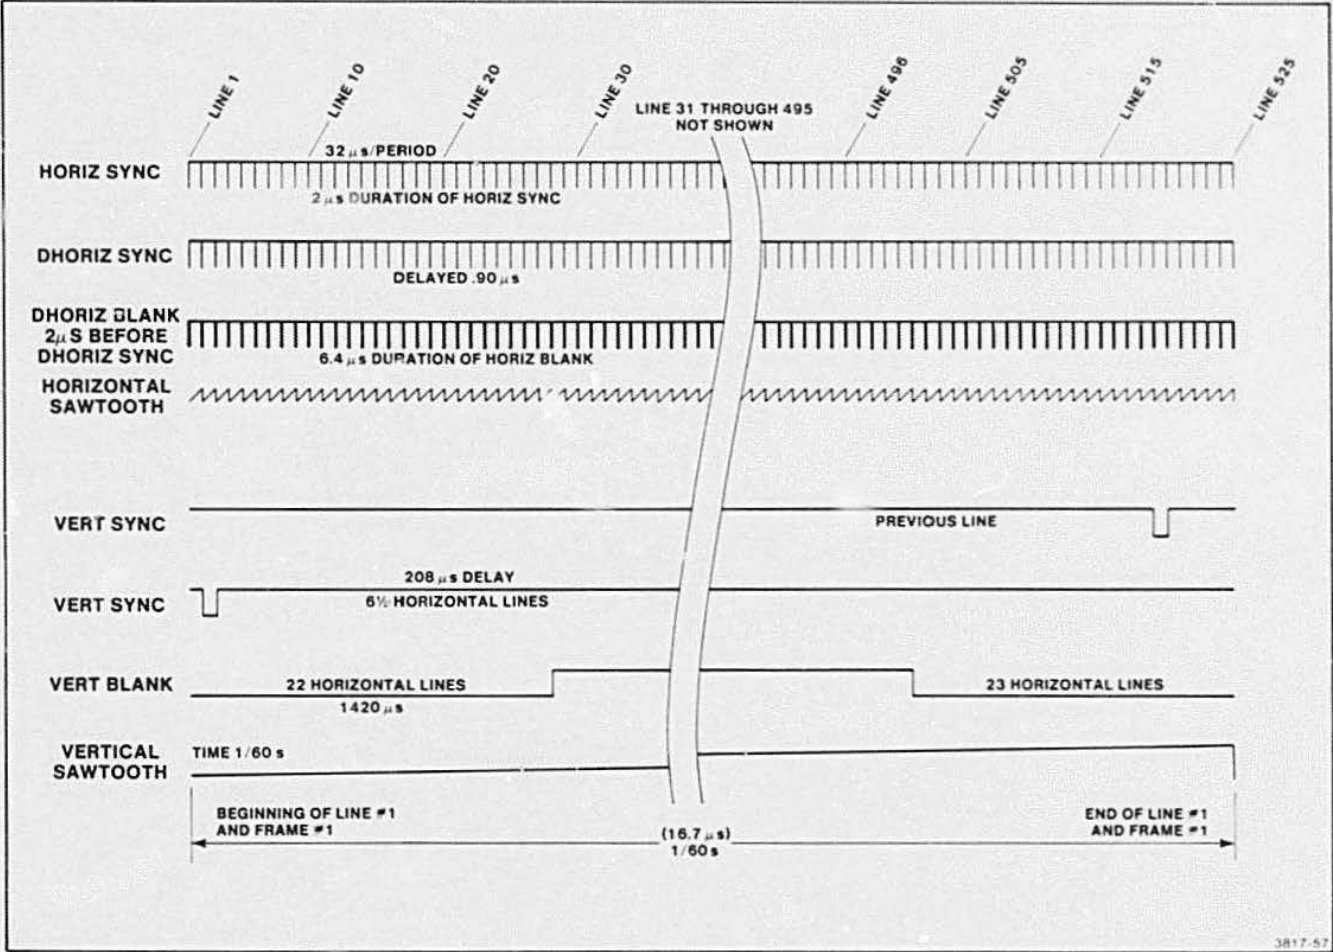 LINE 1
LINE 10
LINE 20
LINE 30
LINE 31 THROUGH 495
NOT SHOWN
LINE 496
LINE 505
LINE 515
LINE 525
HORIZ SYNC
32 μs/PERIOD
2 μs DURATION OF HORIZ SYNC
DHORIZ SYNC
DELAYED .90 μs
DHORIZ BLANK
2μS BEFORE
DHORIZ SYNC
6.4 μs DURATION OF HORIZ BLANK
HORIZONTAL
SAWTOOTH
VERT SYNC
PREVIOUS LINE
VERT SYNC
208 μs DELAY
6½ HORIZONTAL LINES
VERT BLANK
22 HORIZONTAL LINES
1420 μs
23 HORIZONTAL LINES
VERTICAL
SAWTOOTH
TIME 1/60 s
BEGINNING OF LINE #1
AND FRAME #1
(16.7 μs)
1/60 s
END OF LINE #1
AND FRAME #1
3817-57